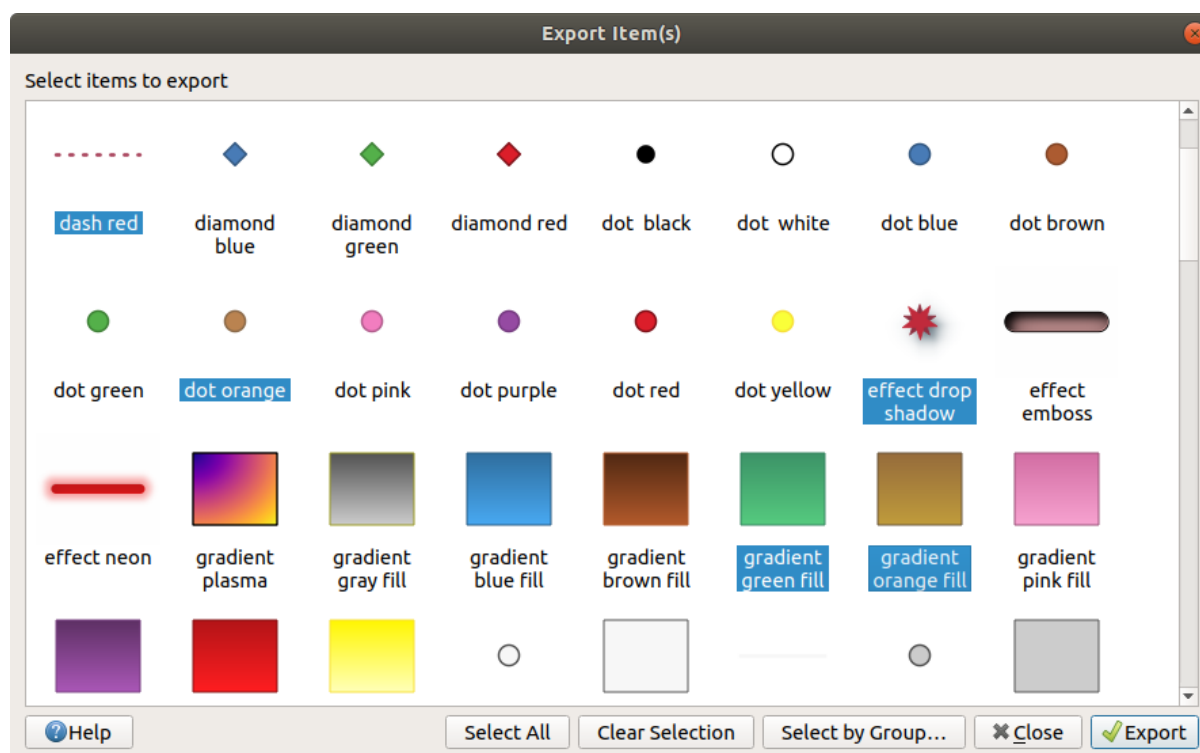 Export Item(s)
Select items to export
dash red
diamond blue
diamond green
diamond red
dot  black
dot  white
dot blue
dot brown
dot green
dot orange
dot pink
dot purple
dot red
dot yellow
effect drop shadow
effect emboss
effect neon
gradient plasma
gradient gray fill
gradient blue fill
gradient brown fill
gradient green fill
gradient orange fill
gradient pink fill
Help
Select All
Clear Selection
Select by Group...
Close
Export